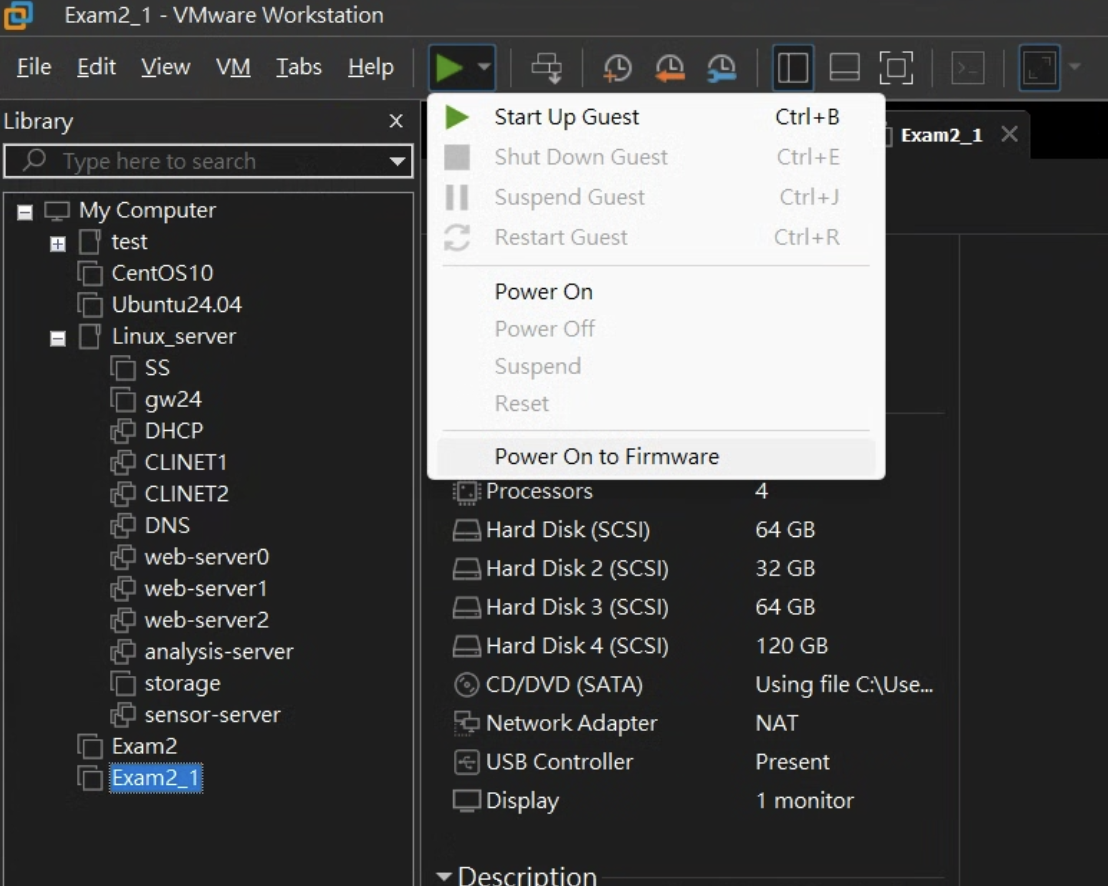 Exam2_1 - VMware Workstation
File Edit View VM Tabs Help
Library
Type here to search
My Computer
test
CentOS10
Ubuntu24.04
Linux_server
SS
gw24
DHCP
CLINET1
CLINET2
DNS
web-server0
web-server1
web-server2
analysis-server
storage
sensor-server
Exam2
Exam2_1
Start Up Guest Ctrl+B
Shut Down Guest Ctrl+E
Suspend Guest Ctrl+J
Restart Guest Ctrl+R
Power On
Power Off
Suspend
Reset
Power On to Firmware
Exam2_1
Processors 4
Hard Disk (SCSI) 64 GB
Hard Disk 2 (SCSI) 32 GB
Hard Disk 3 (SCSI) 64 GB
Hard Disk 4 (SCSI) 120 GB
CD/DVD (SATA) Using file C:\Use...
Network Adapter NAT
USB Controller Present
Display 1 monitor
Description